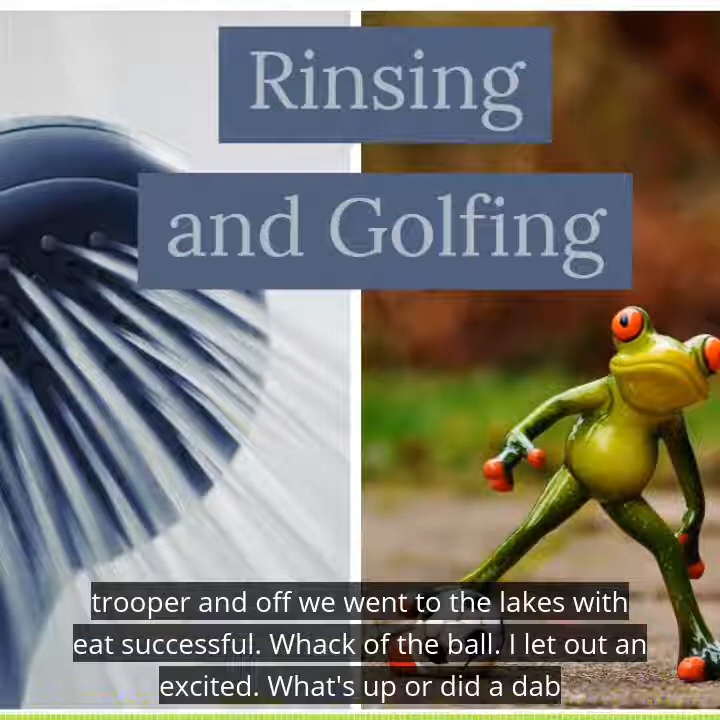 Rinsing
and Golfing
trooper and off we went to the lakes with
eat successful. Whack of the ball. I let out an
excited. What's up or did a dab